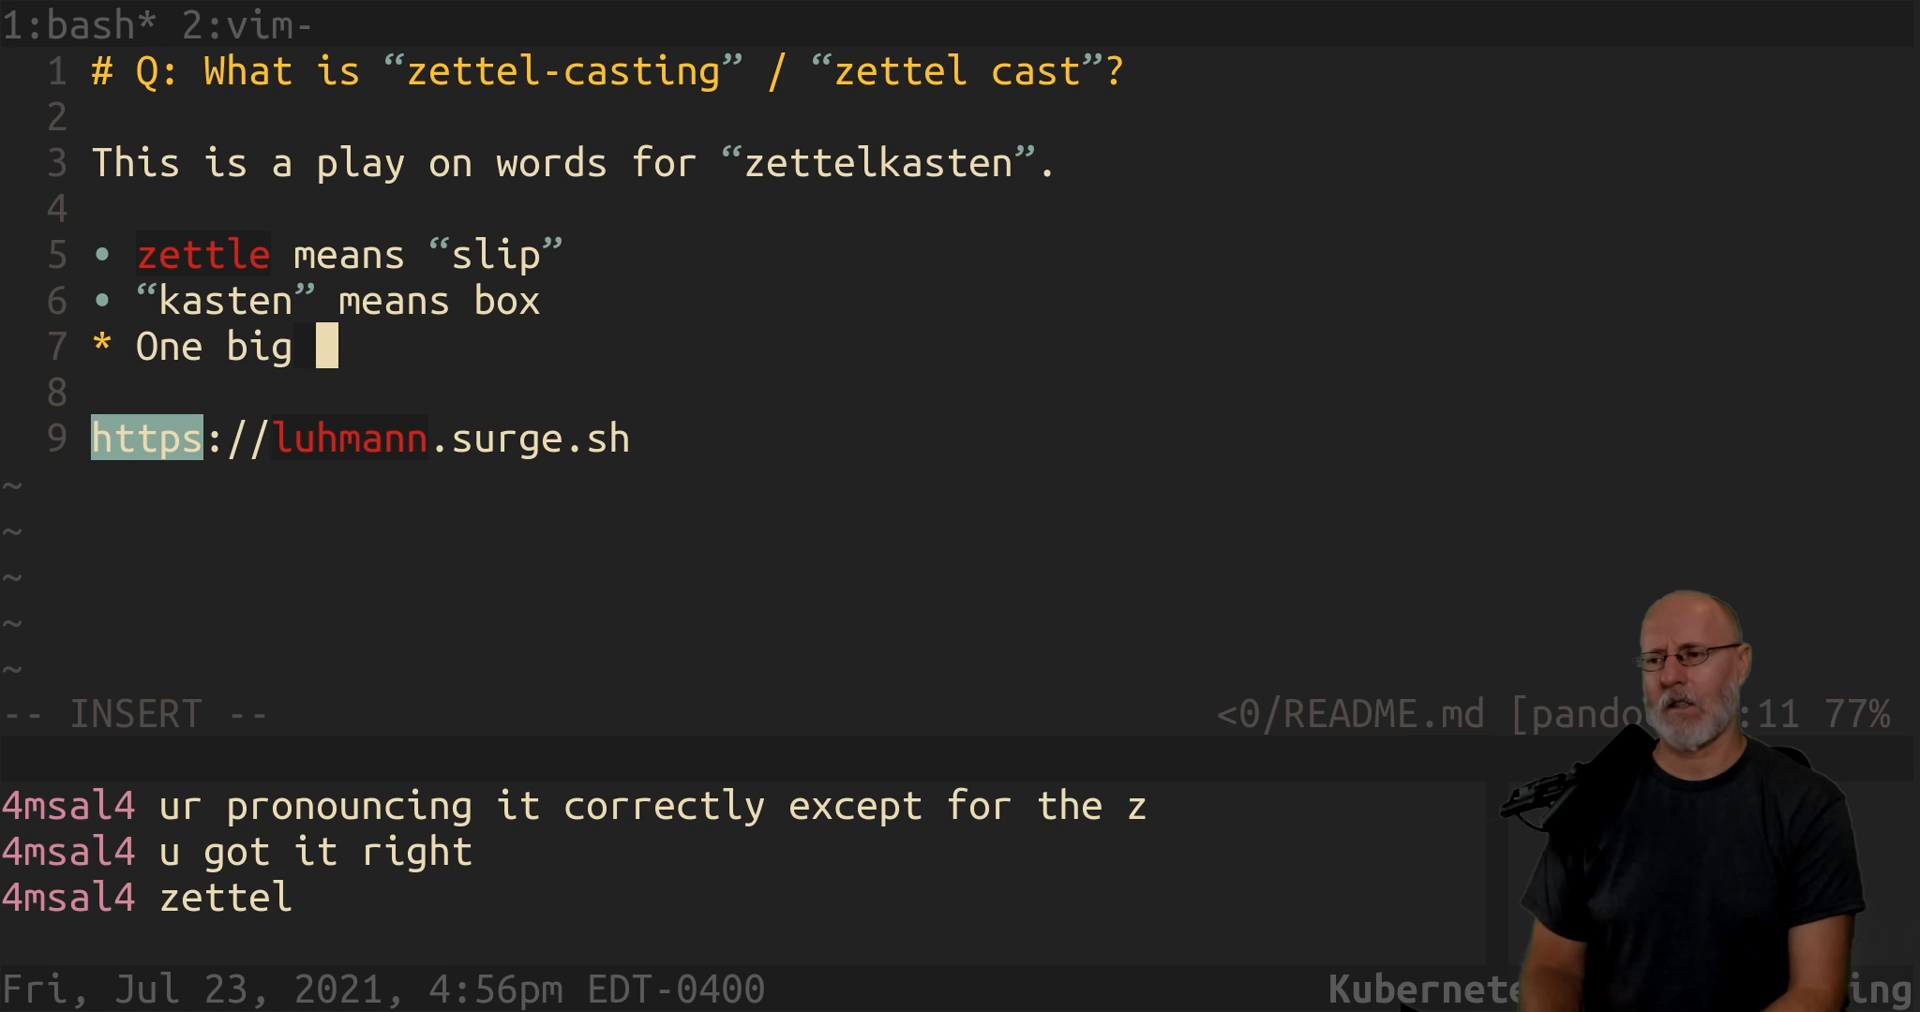 1:bash* 2:vim-
1 # Q: What is “zettel-casting” / “zettel cast”?
2
3 This is a play on words for “zettelkasten”.
4
5 • zettle means “slip”
6 • “kasten” means box
7 * One big
8
9 https://luhmann.surge.sh
~
~
~
~
~
-- INSERT -- <0/README.md [pando :11 77%
4msal4 ur pronouncing it correctly except for the z
4msal4 u got it right
4msal4 zettel
Fri, Jul 23, 2021, 4:56pm EDT-0400 Kubernete ing